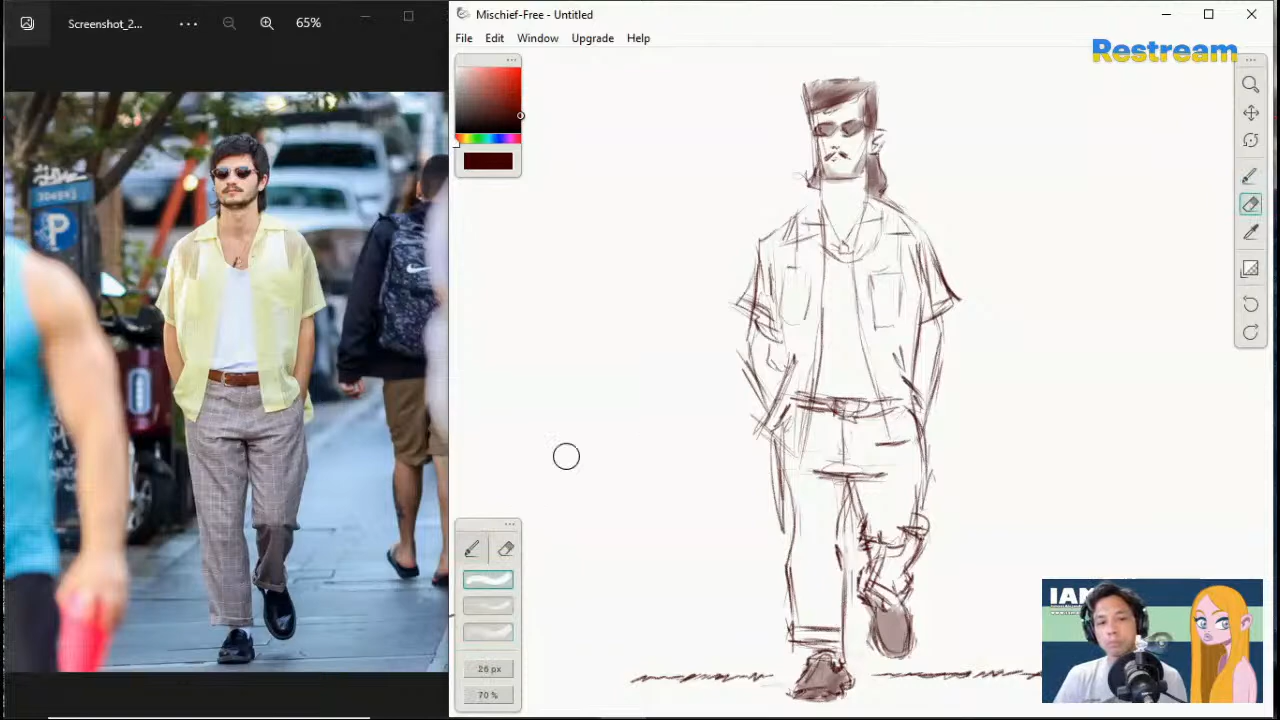 Screenshot_2...
65%
Mischief-Free - Untitled
File Edit Window Upgrade Help
Restream
P
26 px
70 %
IAN